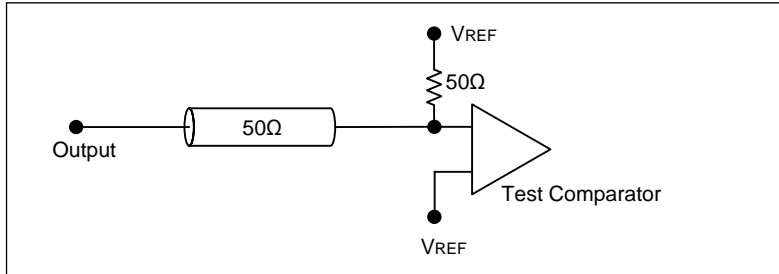 VREF
50Ω
50Ω
Output
Test Comparator
VREF